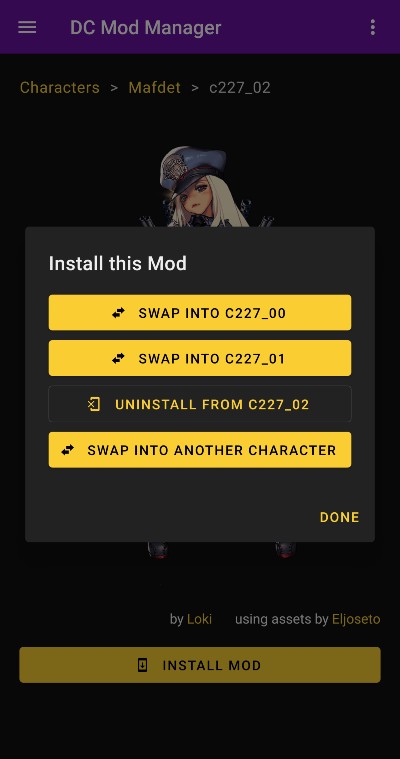 DC Mod Manager
Characters > Mafdet > c227_02
Install this Mod
SWAP INTO C227_00
SWAP INTO C227_01
UNINSTALL FROM C227_02
SWAP INTO ANOTHER CHARACTER
DONE
by Loki using assets by Eljoseto
INSTALL MOD